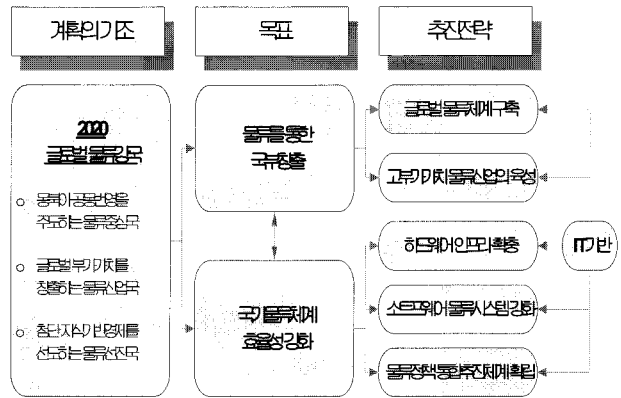 계획의 기조
목표
추진전략
2020
글로벌 물류강국
동북아 공동번영을
주도하는 물류중심국
글로벌 부가가치를
창출하는 물류산업국
첨단 지식기반경제를
선도하는 물류선진국
물류를 통한
국부창출
국가물류체계
효율성 강화
글로벌 물류체계 구축
고부가가치 물류산업의 육성
하드웨어 인프라 확충
소프트웨어 물류시스템 강화
물류정책 통합추진체계 확립
IT기반